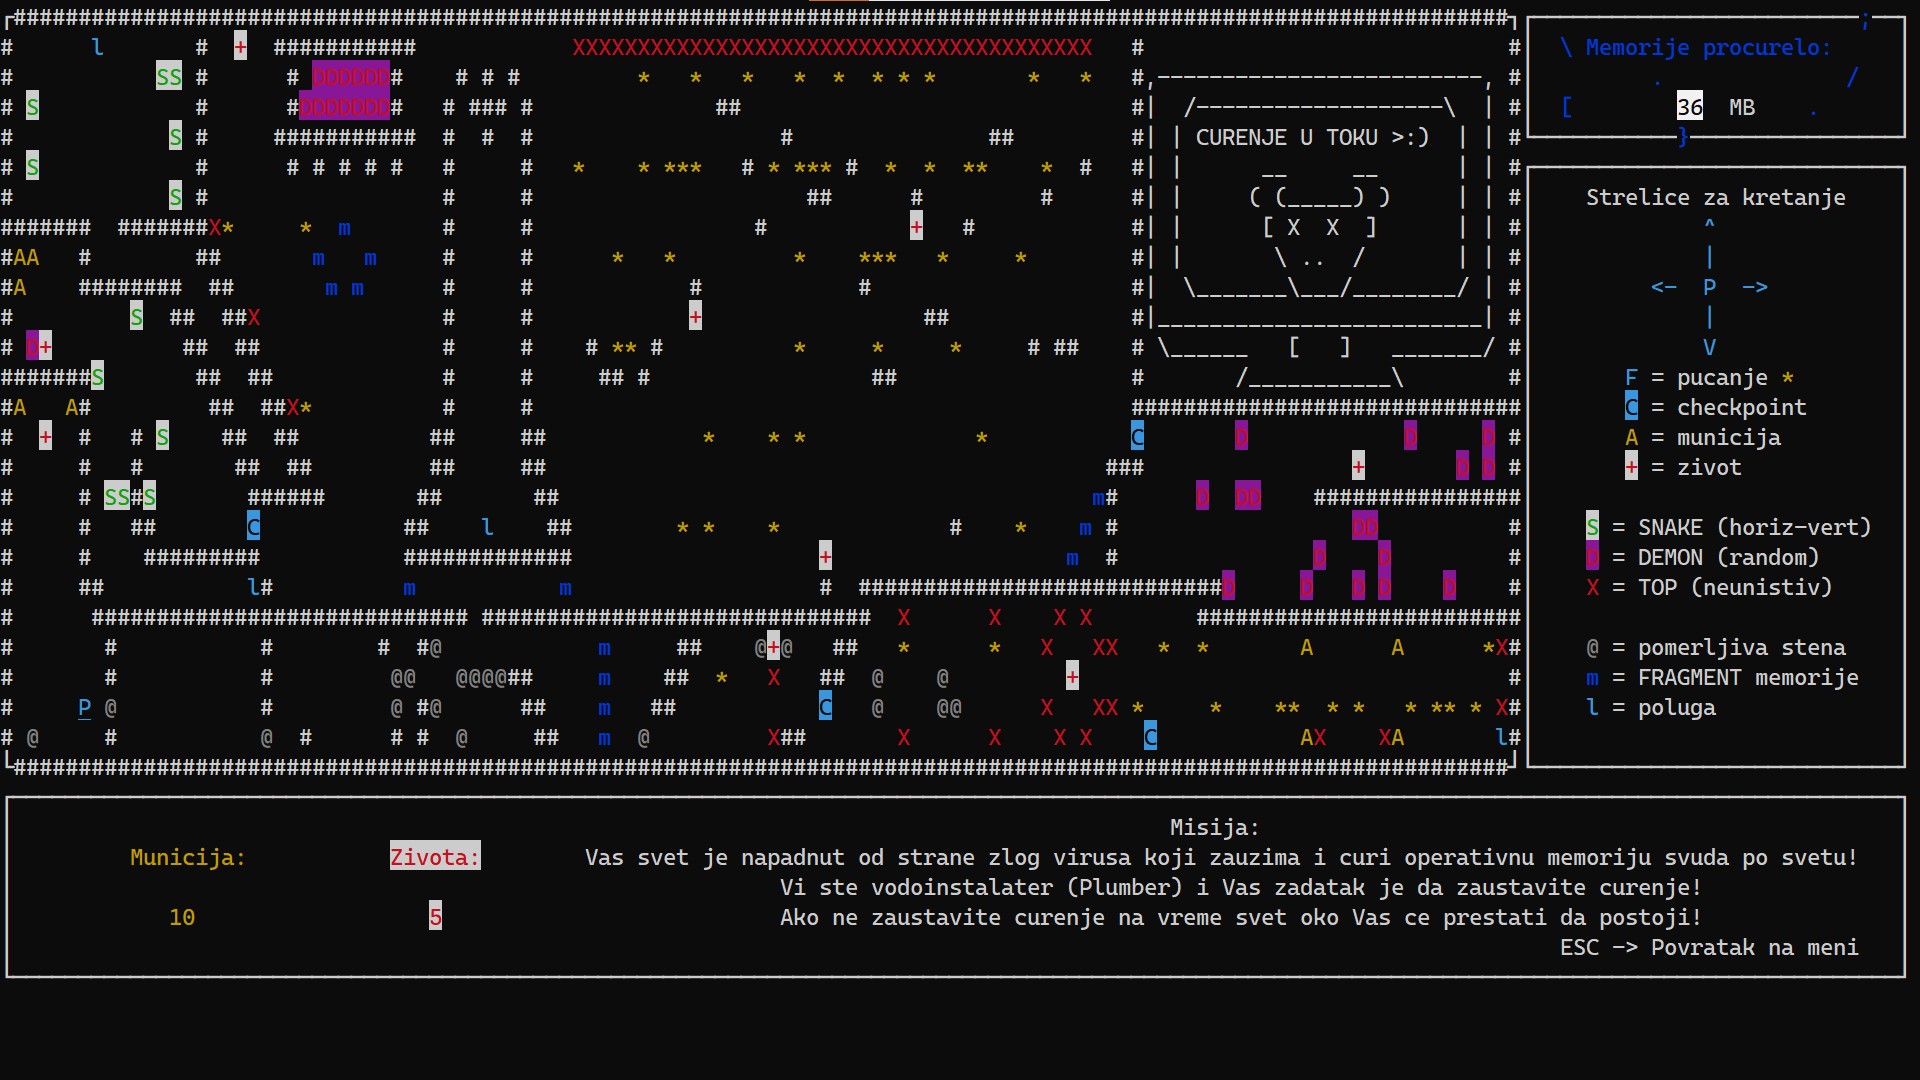 \ Memorije procurelo:
36 MB
CURENJE U TOKU >:)
Strelice za kretanje
^
|
<- P ->
|
V
F = pucanje *
C = checkpoint
A = municija
+ = zivot
S = SNAKE (horiz-vert)
D = DEMON (random)
X = TOP (neunistiv)
@ = pomerljiva stena
m = FRAGMENT memorije
l = poluga
Misija:
Municija: Zivota: Vas svet je napadnut od strane zlog virusa koji zauzima i curi operativnu memoriju svuda po svetu!
Vi ste vodoinstalater (Plumber) i Vas zadatak je da zaustavite curenje!
10 5 Ako ne zaustavite curenje na vreme svet oko Vas ce prestati da postoji!
ESC -> Povratak na meni